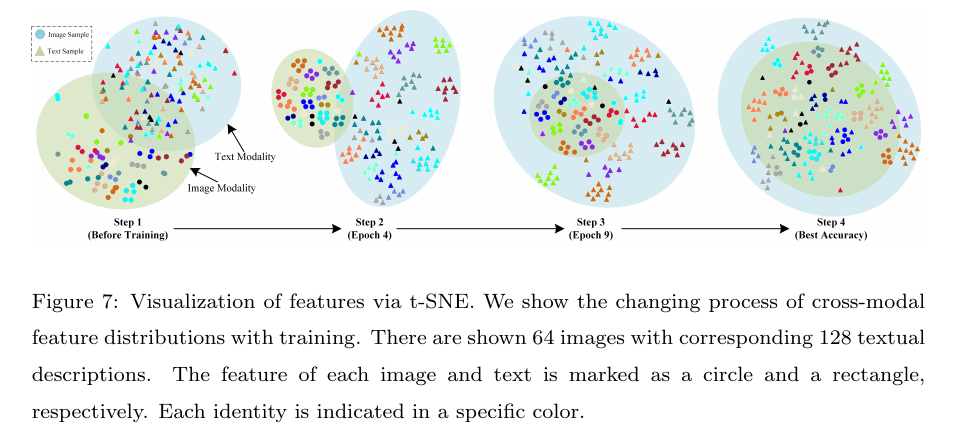 Image Sample
Text Sample
Text Modality
Image Modality
Step 1
(Before Training)
Step 2
(Epoch 4)
Step 3
(Epoch 9)
Step 4
(Best Accuracy)
Figure 7: Visualization of features via t-SNE. We show the changing process of cross-modal
feature distributions with training. There are shown 64 images with corresponding 128 textual
descriptions. The feature of each image and text is marked as a circle and a rectangle,
respectively. Each identity is indicated in a specific color.